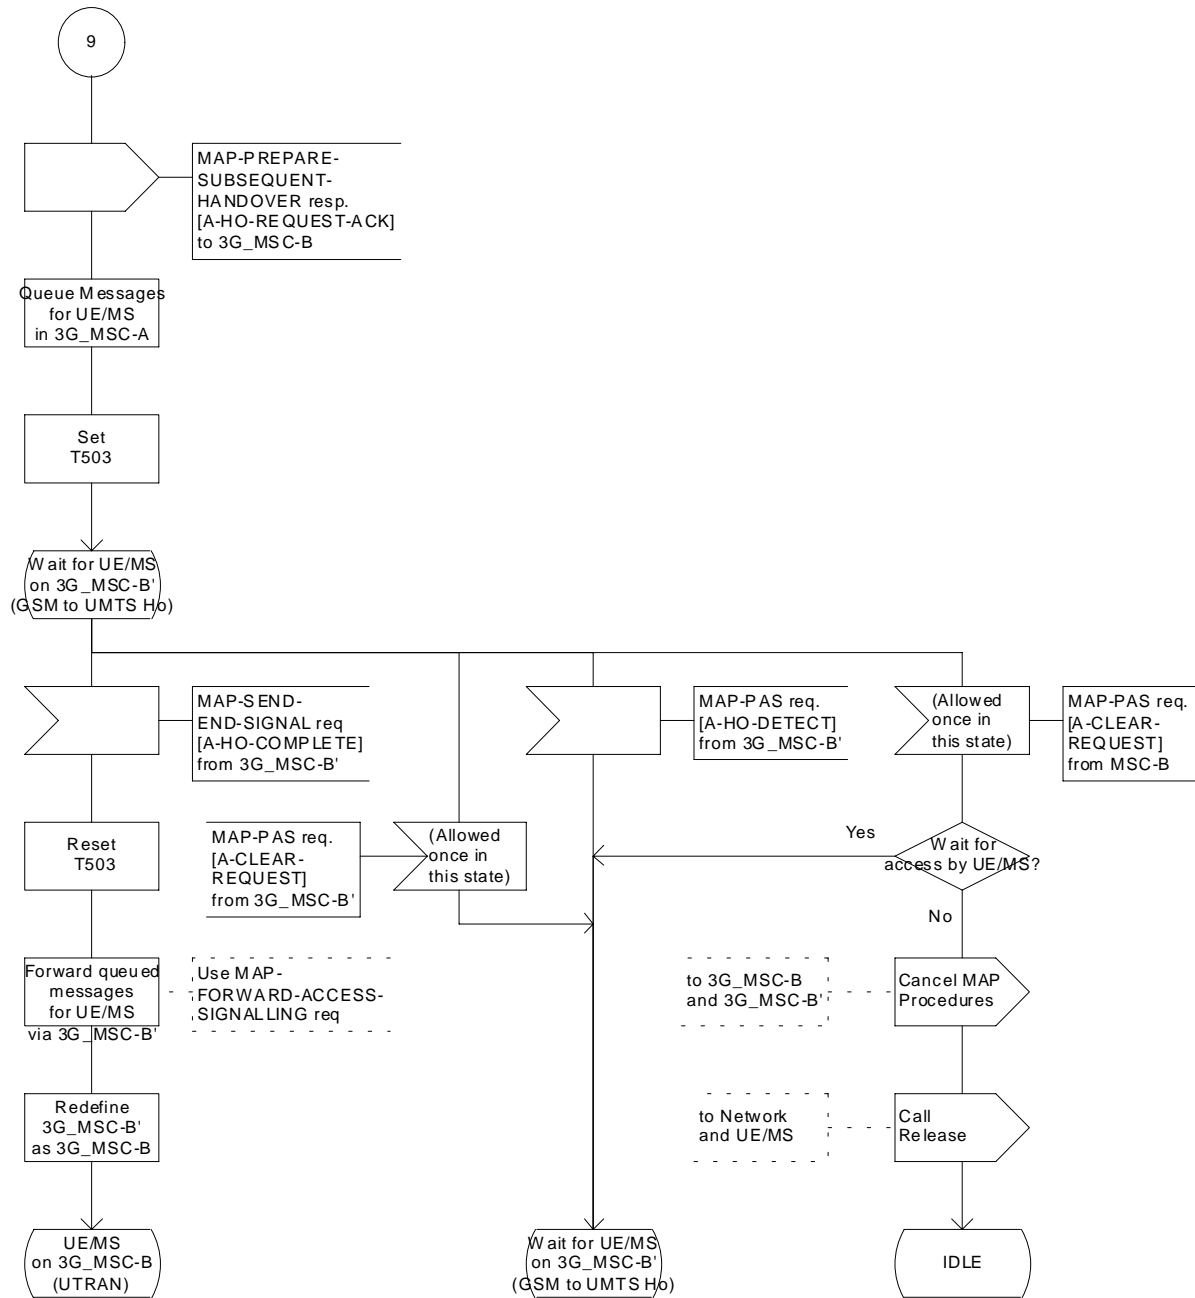 9
MAP-PREPARE-
SUBSEQUENT-
HANDOVER resp.
[A-HO-REQUEST-ACK]
to 3G_MSC-B
Queue Messages
for UE/MS
in 3G_MSC-A
Set
T503
Wait for UE/MS
on 3G_MSC-B'
(GSM to UMTS Ho)
MAP-SEND-
END-SIGNAL req
[A-HO-COMPLETE]
from 3G_MSC-B'
MAP-PAS req.
[A-HO-DETECT]
from 3G_MSC-B'
(Allowed
once in
this state)
MAP-PAS req.
[A-CLEAR-
REQUEST]
from MSC-B
Reset
T503
MAP-PAS req.
[A-CLEAR-
REQUEST]
from 3G_MSC-B'
(Allowed
once in
this state)
Yes
Wait for
access by UE/MS?
No
Forward queued
messages
for UE/MS
via 3G_MSC-B'
Use MAP-
FORWARD-ACCESS-
SIGNALLING req
to 3G_MSC-B
and 3G_MSC-B'
Cancel MAP
Procedures
Redefine
3G_MSC-B'
as 3G_MSC-B
to Network
and UE/MS
Call
Release
UE/MS
on 3G_MSC-B
(UTRAN)
Wait for UE/MS
on 3G_MSC-B'
(GSM to UMTS Ho)
IDLE